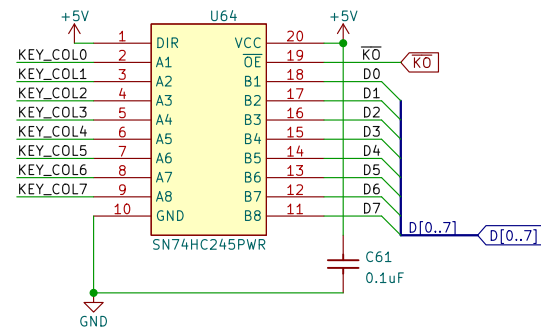 +5V U64 +5V
1 DIR VCC 20
KEY_COL0 2 A1 OE 19 KO KO
KEY_COL1 3 A2 B1 18 D0
KEY_COL2 4 A3 B2 17 D1
KEY_COL3 5 A4 B3 16 D2
KEY_COL4 6 A5 B4 15 D3
KEY_COL5 7 A6 B5 14 D4
KEY_COL6 8 A7 B6 13 D5
KEY_COL7 9 A8 B7 12 D6
10 GND B8 11 D7
D[0..7] D[0..7]
SN74HC245PWR
C61
0.1uF
GND